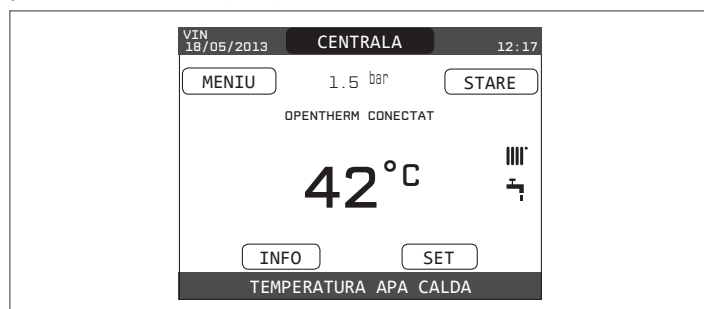 VIN
18/05/2013 CENTRALA 12:17
MENIU 1.5 bar STARE
OPENTHERM CONECTAT
42°C
INFO SET
TEMPERATURA APA CALDA